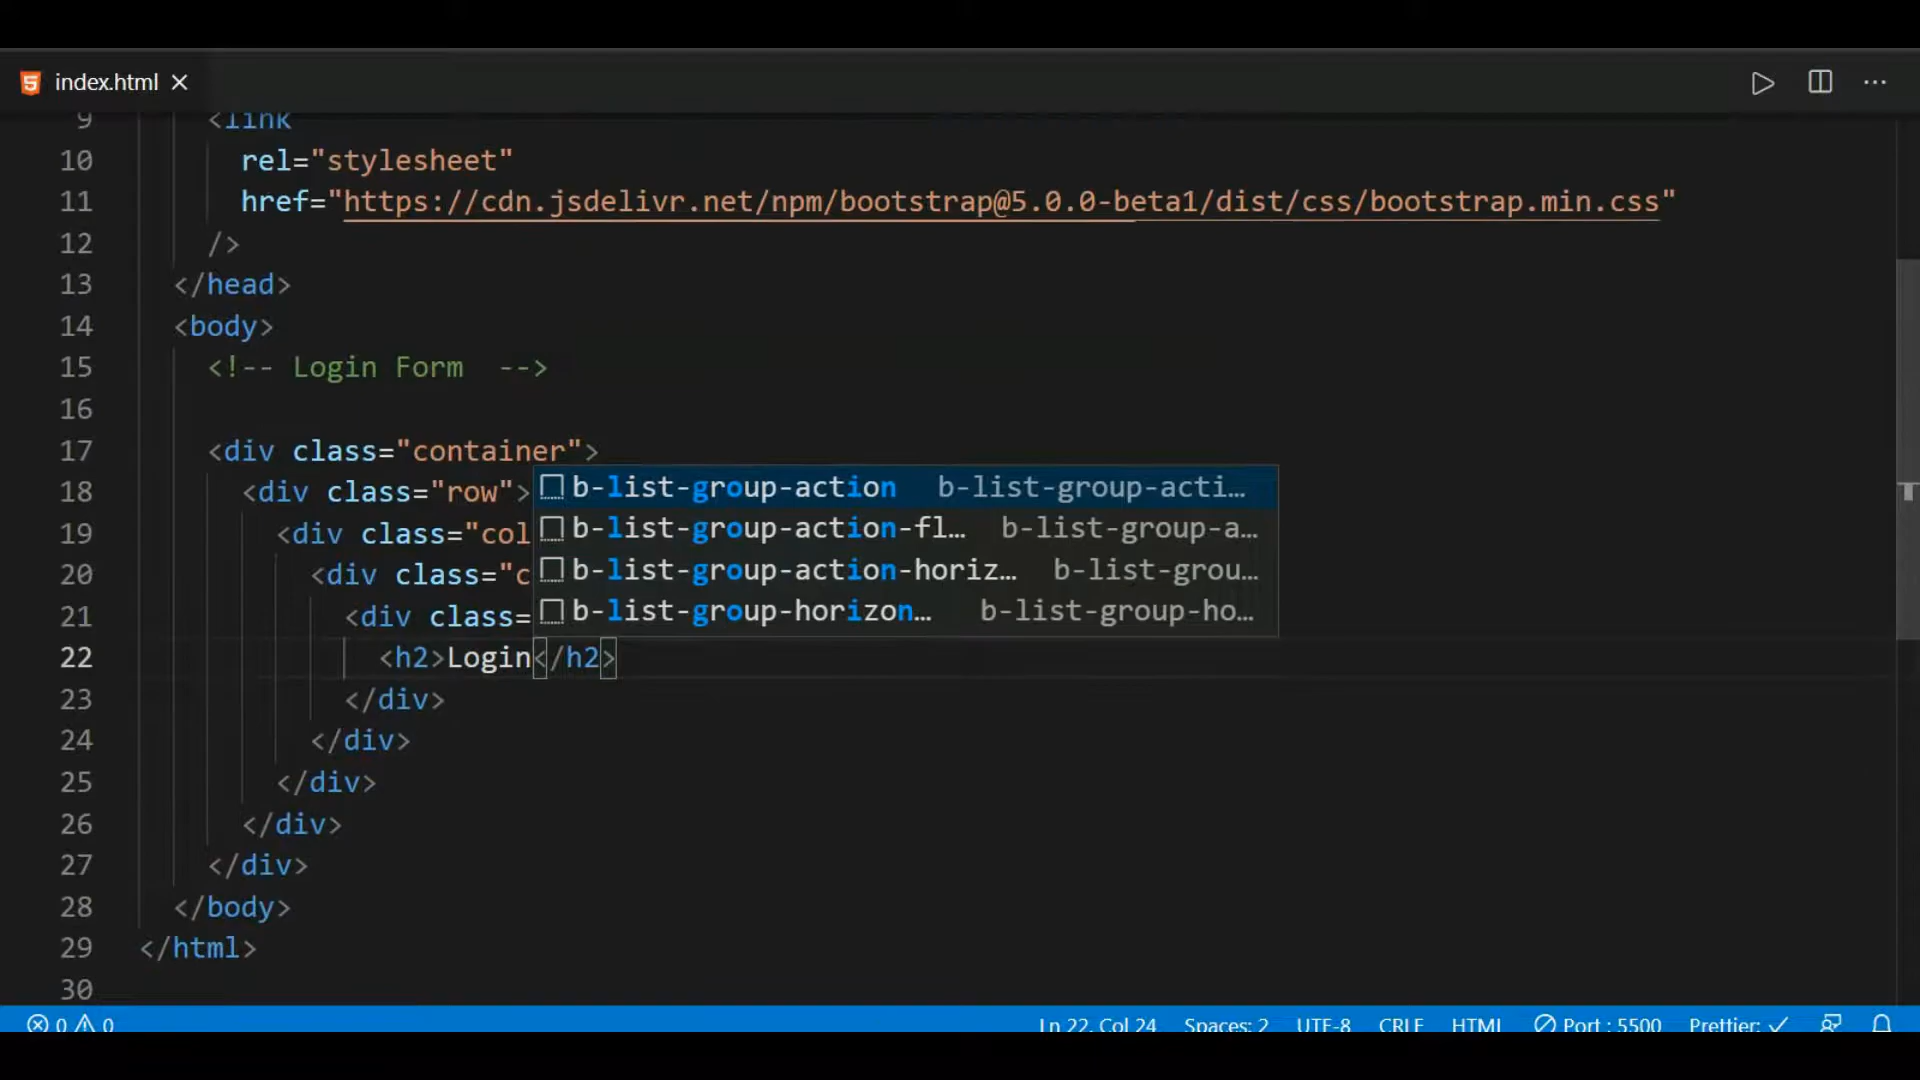 index.html
9 <link
10 rel="stylesheet"
11 href="https://cdn.jsdelivr.net/npm/bootstrap@5.0.0-beta1/dist/css/bootstrap.min.css"
12 />
13 </head>
14 <body>
15 <!-- Login Form  -->
16
17 <div class="container">
18 <div class="row">
b-list-group-action b-list-group-acti…
19 <div class="col
b-list-group-action-fl… b-list-group-a…
20 <div class="c
b-list-group-action-horiz… b-list-grou…
21 <div class=
b-list-group-horizon… b-list-group-ho…
22 <h2>Login</h2>
23 </div>
24 </div>
25 </div>
26 </div>
27 </div>
28 </body>
29 </html>
30
0 0 Ln 22, Col 24 Spaces: 2 UTF-8 CRLF HTML Port : 5500 Prettier: ✓